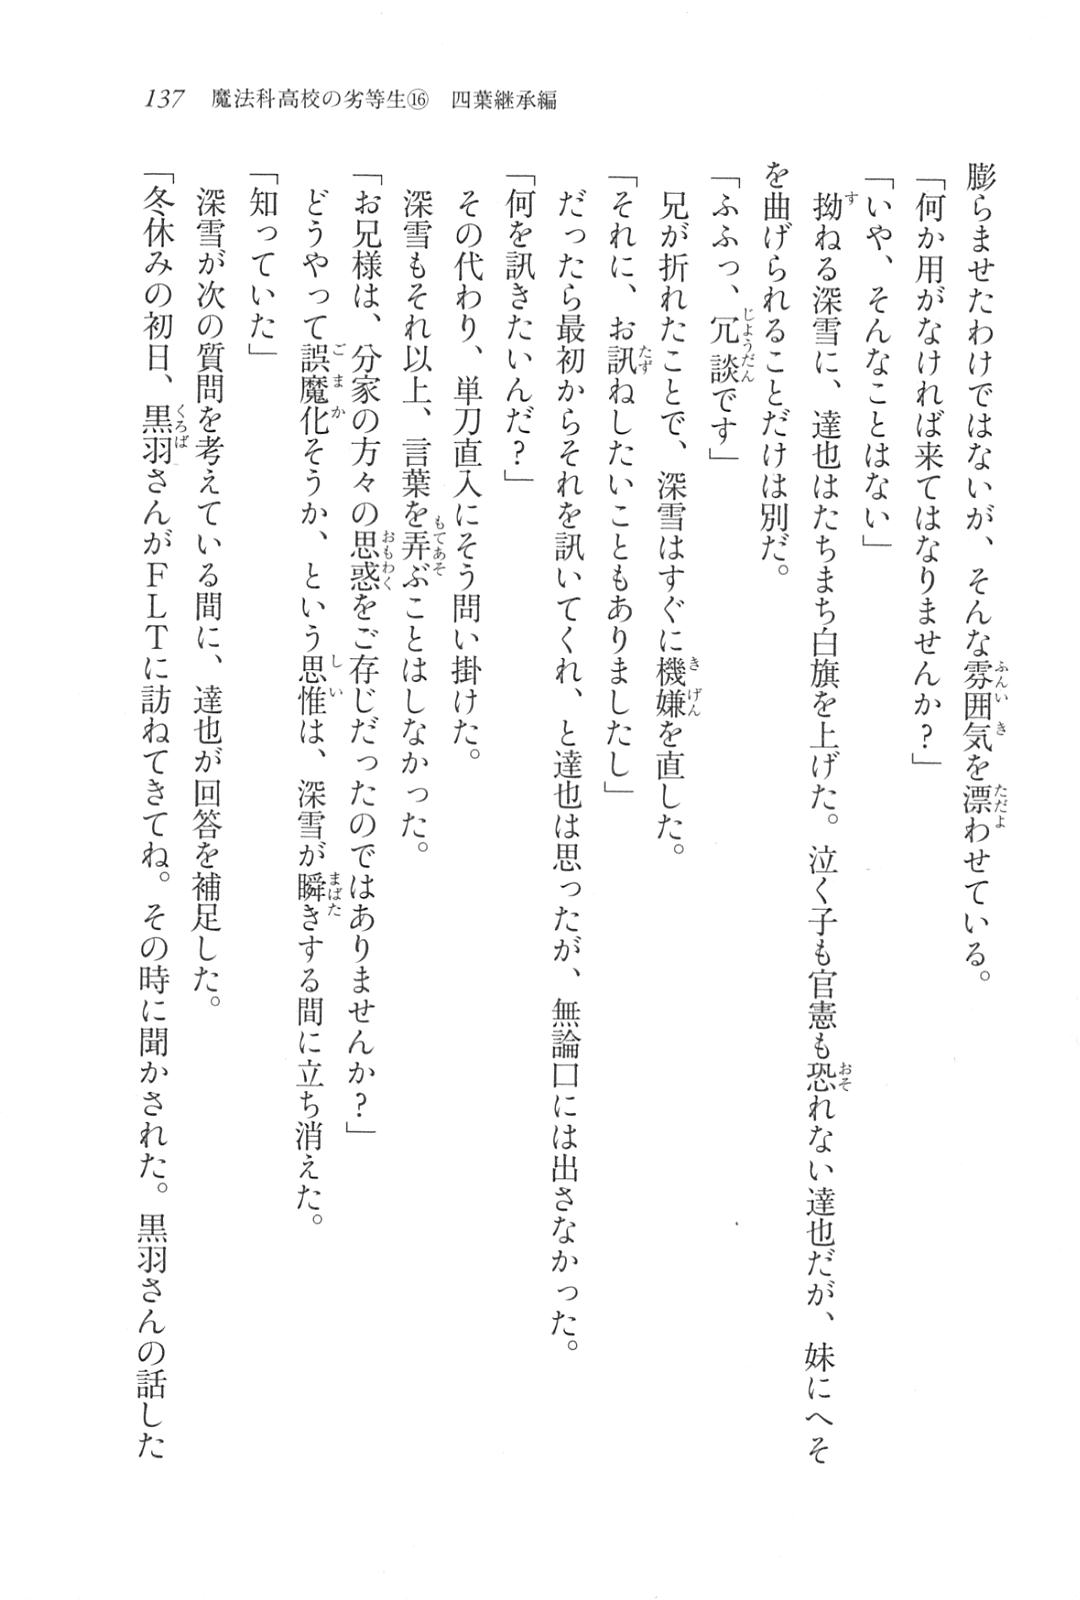 137　魔法科高校の劣等生⑯　四葉継承編
膨らませたわけではないが、そんな雰囲気を漂わせている。
「何か用がなければ来てはなりませんか？」
「いや、そんなことはない」
　拗ねる深雪に、達也はたちまち白旗を上げた。泣く子も官憲も恐れない達也だが、妹にへそ
を曲げられることだけは別だ。
「ふふっ、冗談です」
　兄が折れたことで、深雪はすぐに機嫌を直した。
「それに、お訊ねしたいこともありましたし」
　だったら最初からそれを訊いてくれ、と達也は思ったが、無論口には出さなかった。
「何を訊きたいんだ？」
　その代わり、単刀直入にそう問い掛けた。
　深雪もそれ以上、言葉を弄ぶことはしなかった。
「お兄様は、分家の方々の思惑をご存じだったのではありませんか？」
　どうやって誤魔化そうか、という思惟は、深雪が瞬きする間に立ち消えた。
「知っていた」
　深雪が次の質問を考えている間に、達也が回答を補足した。
「冬休みの初日、黒羽さんがＦＬＴに訪ねてきてね。その時に聞かされた。黒羽さんの話した